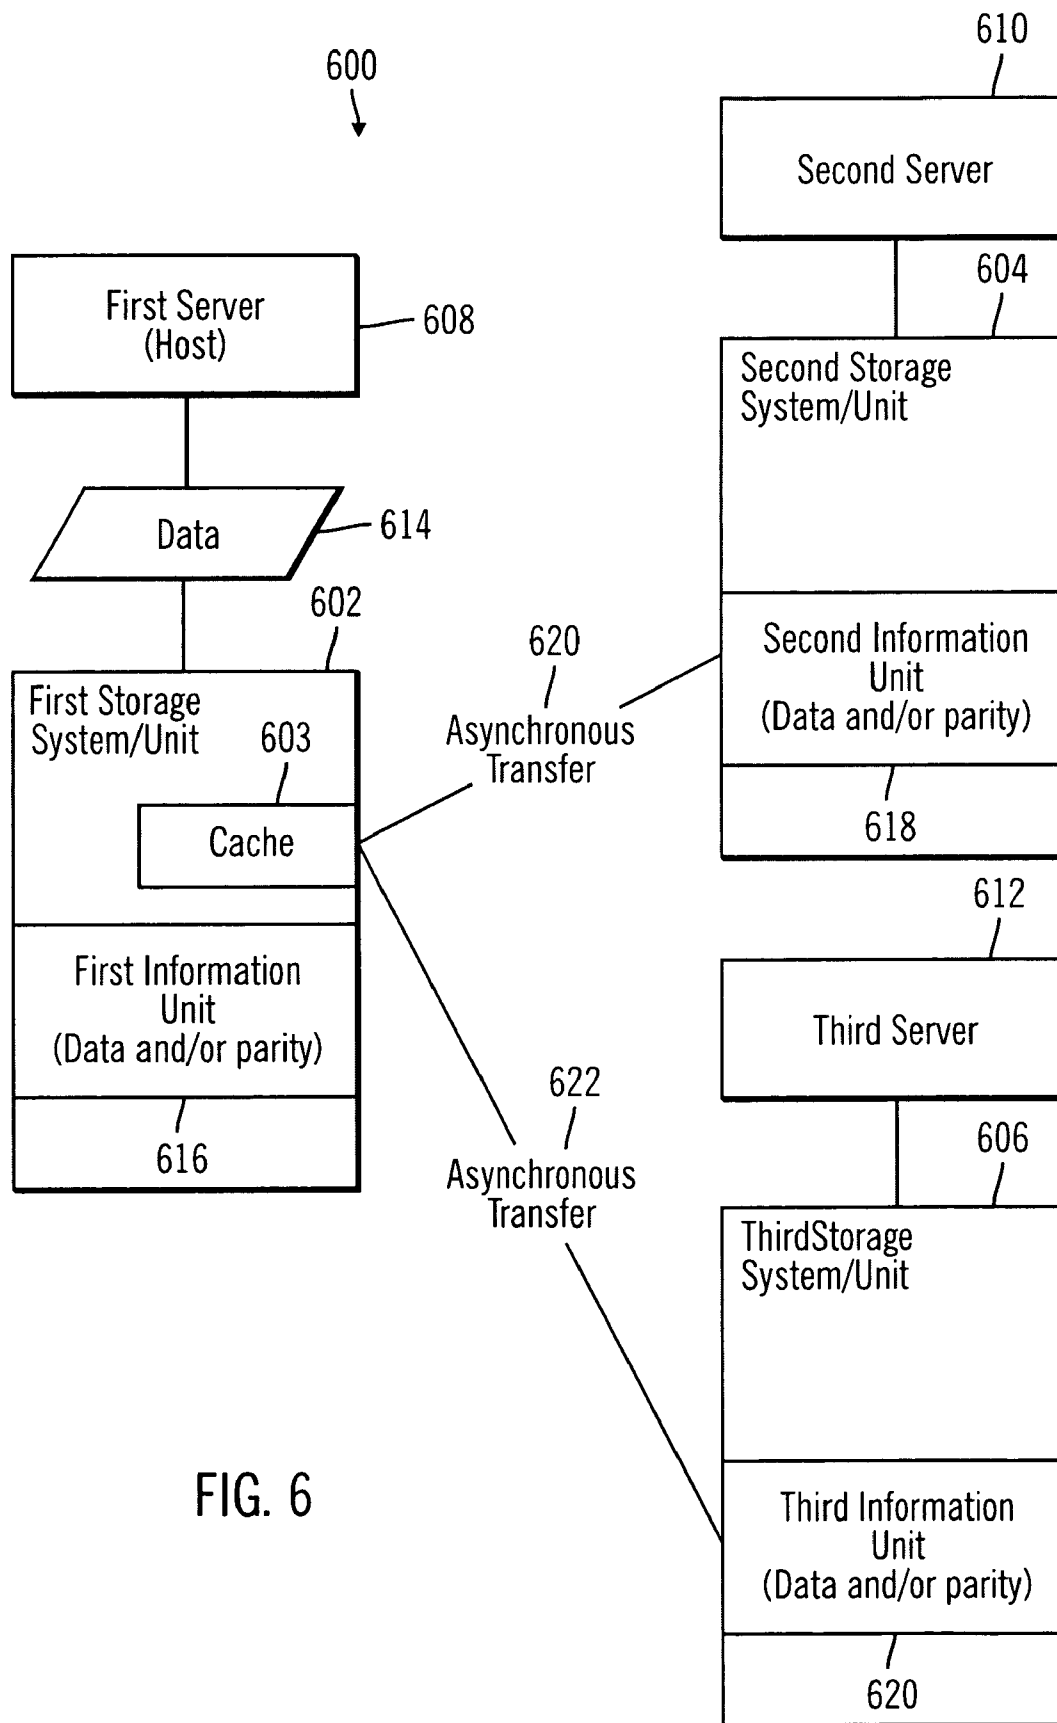 600
610
Second Server
604
First Server
(Host)
608
Second Storage
System/Unit
Data
614
602
First Storage
System/Unit
603
Cache
620
Asynchronous
Transfer
Second Information
Unit
(Data and/or parity)
618
612
Third Server
First Information
Unit
(Data and/or parity)
616
622
Asynchronous
Transfer
606
ThirdStorage
System/Unit
Third Information
Unit
(Data and/or parity)
620
FIG. 6